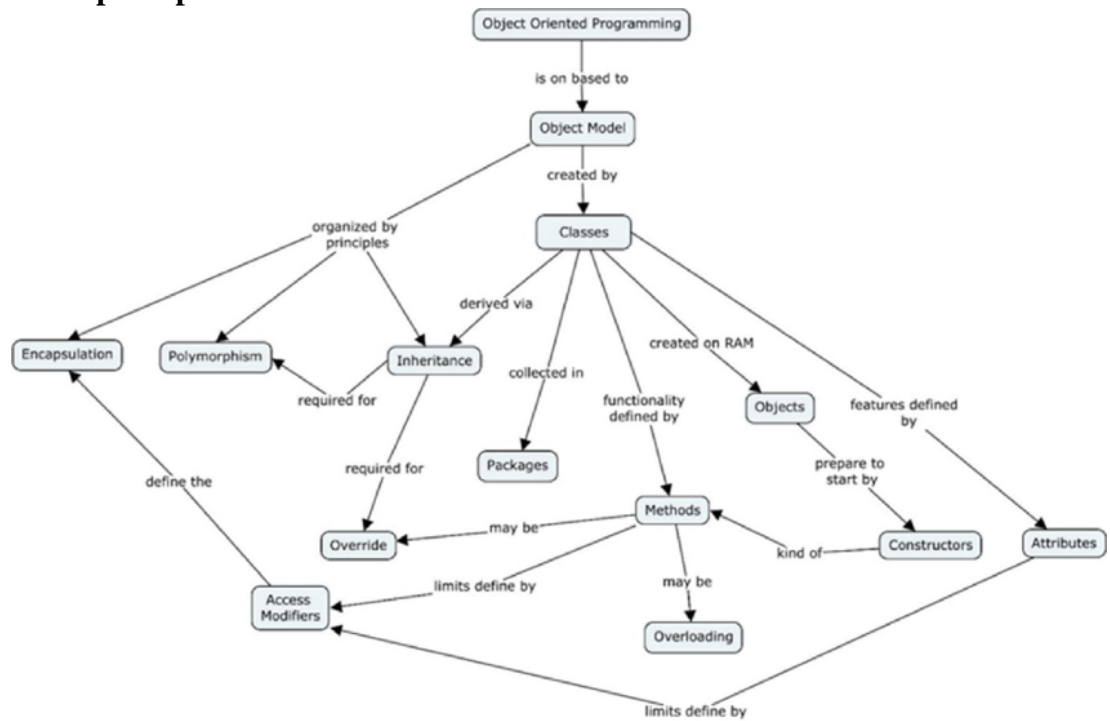 Object Oriented Programming
is on based to
Object Model
created by
organized by
principles
Classes
derived via
created on RAM
Encapsulation
Polymorphism
Inheritance
collected in
required for
functionality
defined by
Objects
features defined
by
required for
Packages
prepare to
start by
define the
Methods
may be
Override
kind of
Constructors
Attributes
limits define by
may be
Access
Modifiers
Overloading
limits define by